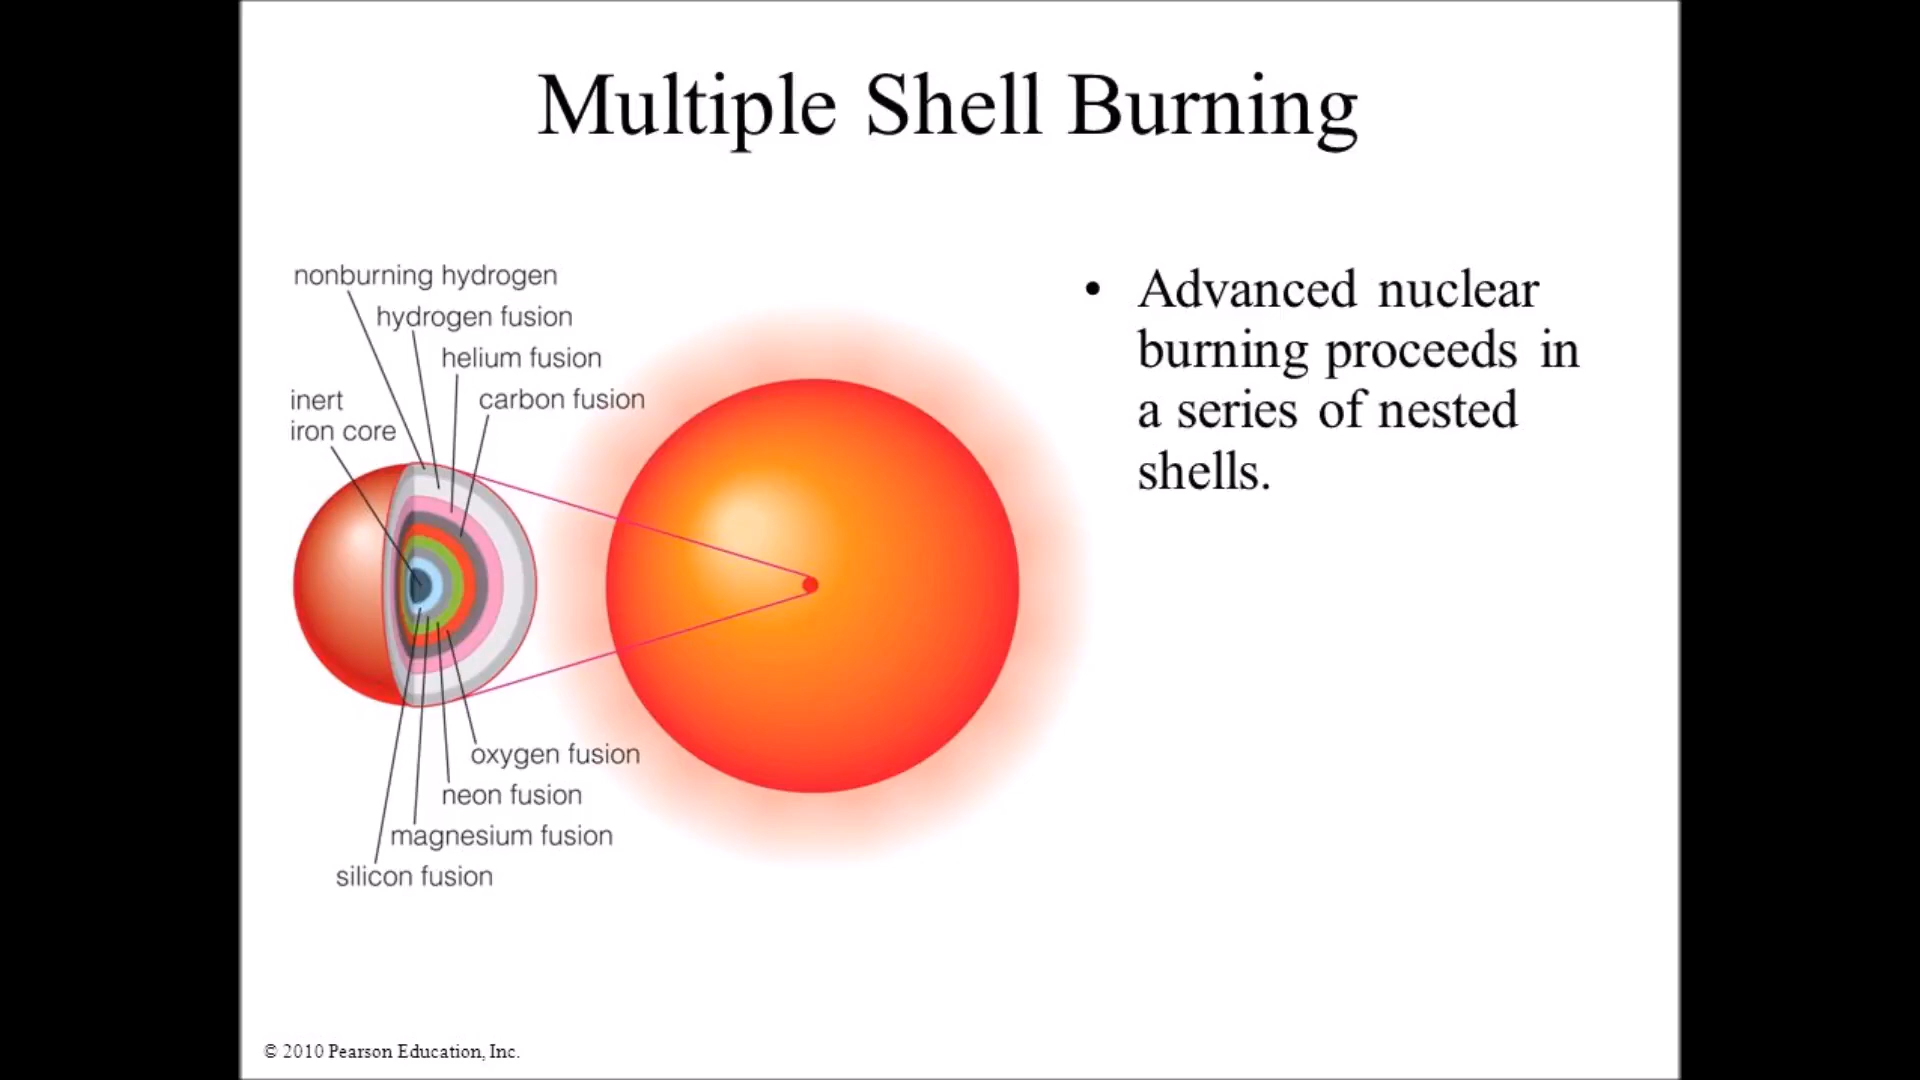 Multiple Shell Burning
nonburning hydrogen
hydrogen fusion
helium fusion
carbon fusion
inert
iron core
oxygen fusion
neon fusion
magnesium fusion
silicon fusion
• Advanced nuclear
burning proceeds in
a series of nested
shells.
© 2010 Pearson Education, Inc.